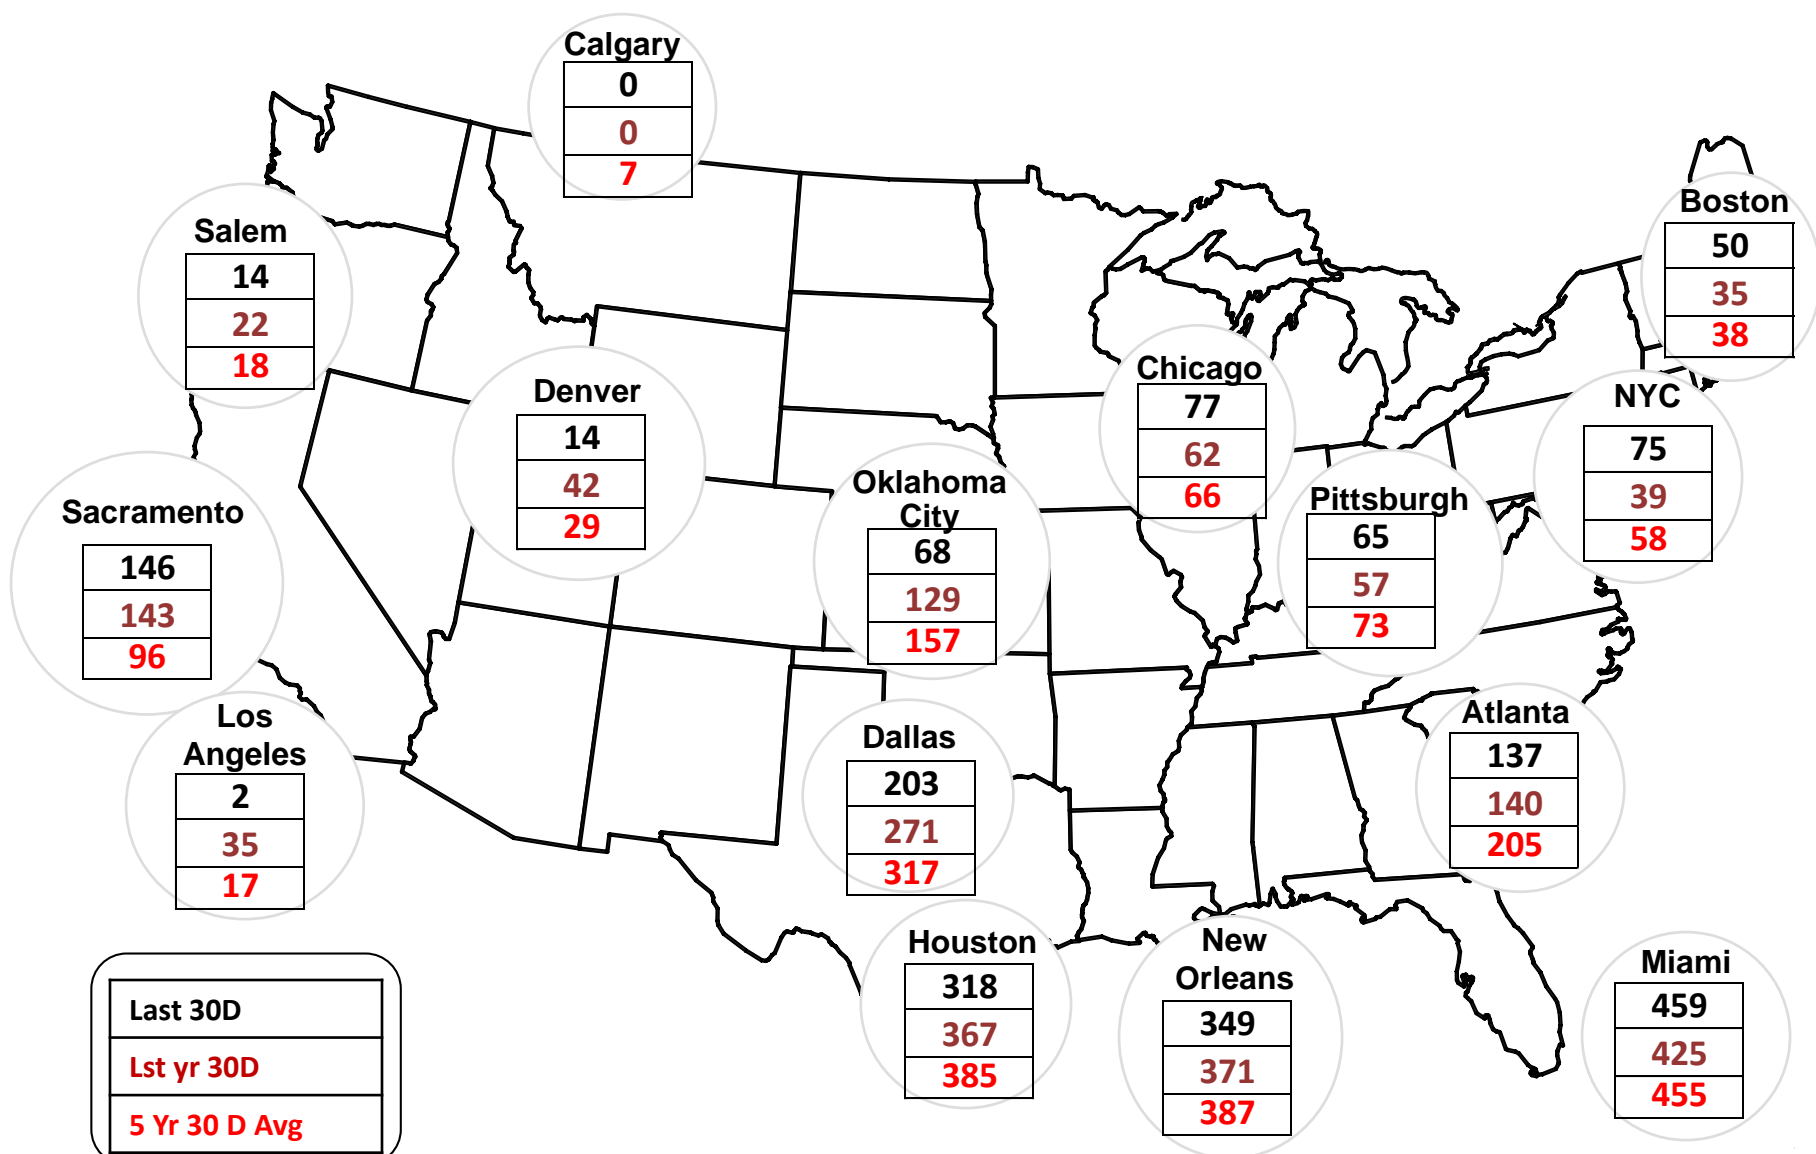 Calgary
0
0
7
Salem
14
22
18
Boston
50
35
38
Denver
14
42
29
Chicago
77
62
66
NYC
75
39
58
Oklahoma
City
68
129
157
Pittsburgh
65
57
73
Sacramento
146
143
96
Los
Angeles
2
35
17
Dallas
203
271
317
Atlanta
137
140
205
Houston
318
367
385
New
Orleans
349
371
387
Miami
459
425
455
Last 30D
Lst yr 30D
5 Yr 30 D Avg